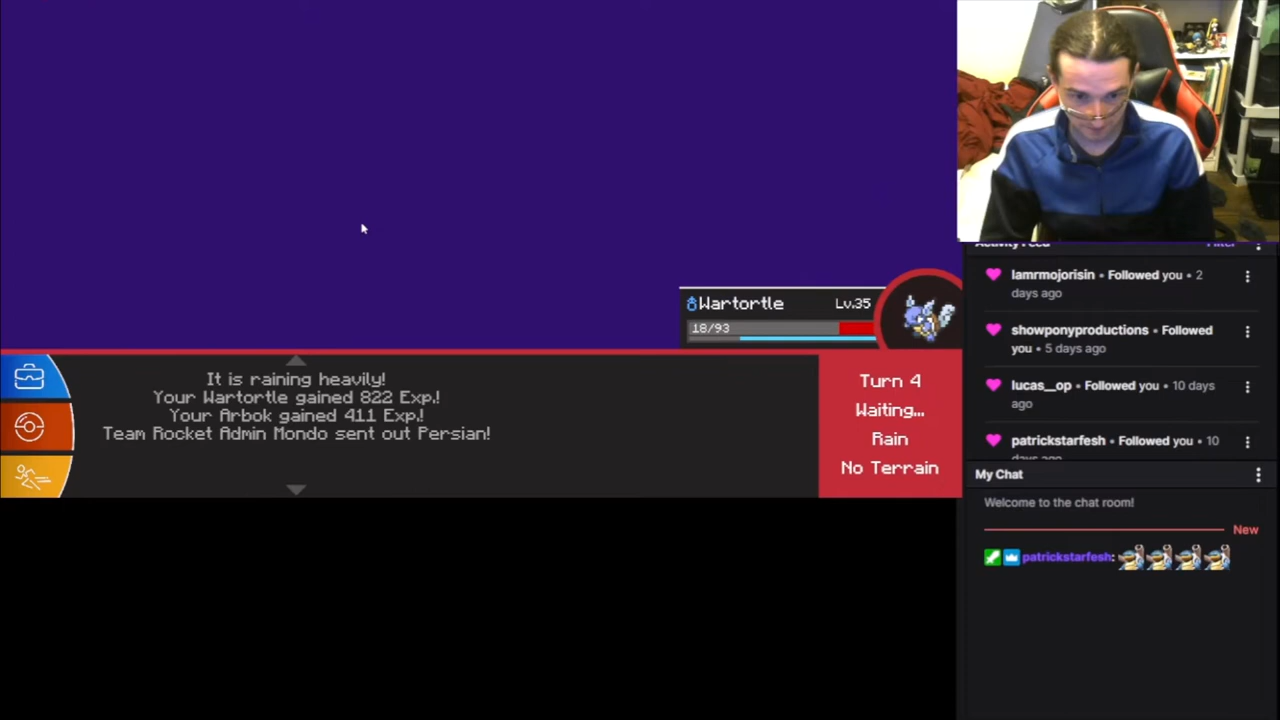 Wartortle Lv.35
18/93
It is raining heavily!
Your Wartortle gained 822 Exp.!
Your Arbok gained 411 Exp.!
Team Rocket Admin Mondo sent out Persian!
Turn 4
Waiting...
Rain
No Terrain
Activity Feed Filter
Iamrmojorisin • Followed you • 2
days ago
showponyproductions • Followed
you • 5 days ago
lucas__op • Followed you • 10 days
ago
patrickstarfesh • Followed you • 10
days ago
My Chat
Welcome to the chat room!
New
patrickstarfesh: